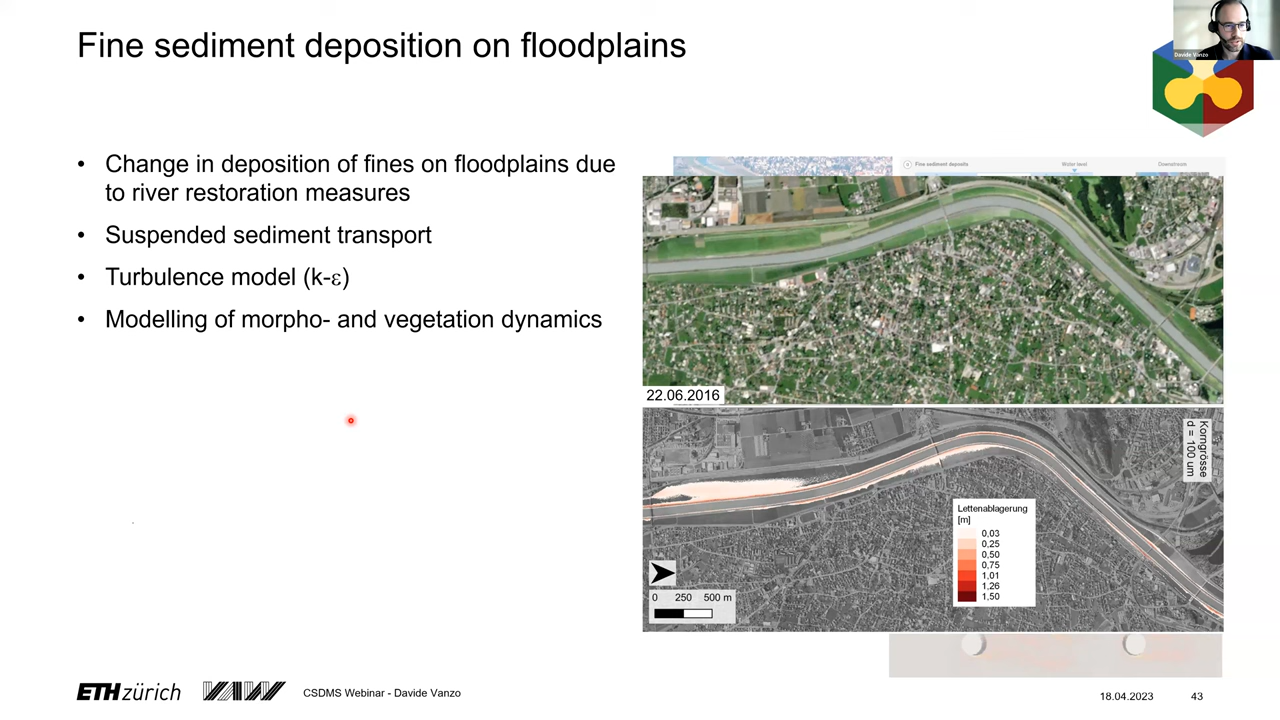 Fine sediment deposition on floodplains
Davide Vanzo
• Change in deposition of fines on floodplains due
to river restoration measures
• Suspended sediment transport
• Turbulence model (k-ε)
• Modelling of morpho- and vegetation dynamics
Fine sediment deposits
Water level
Downstream
22.06.2016
Korngrösse
d = 100 um
Lettenablagerung
[m]
0,03
0,25
0,50
0,75
1,01
1,26
1,50
0 250 500 m
ETH zürich
VAW
CSDMS Webinar - Davide Vanzo
18.04.2023
43